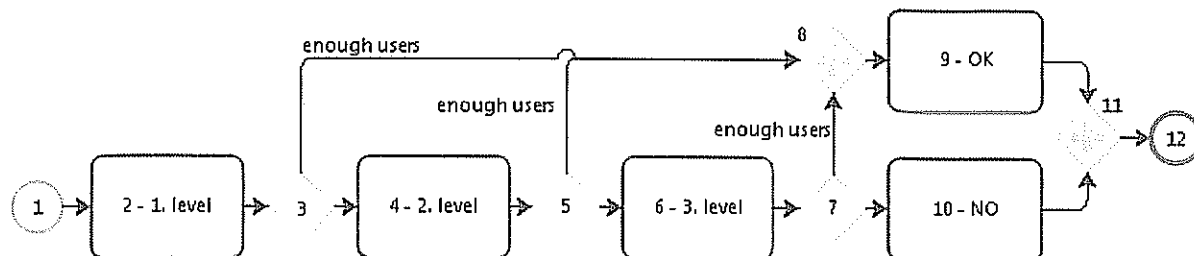 8
enough users
9 - OK
enough users
11
enough users
12
1
2 - 1. level
3
4 - 2. level
5
6 - 3. level
7
10 - NO